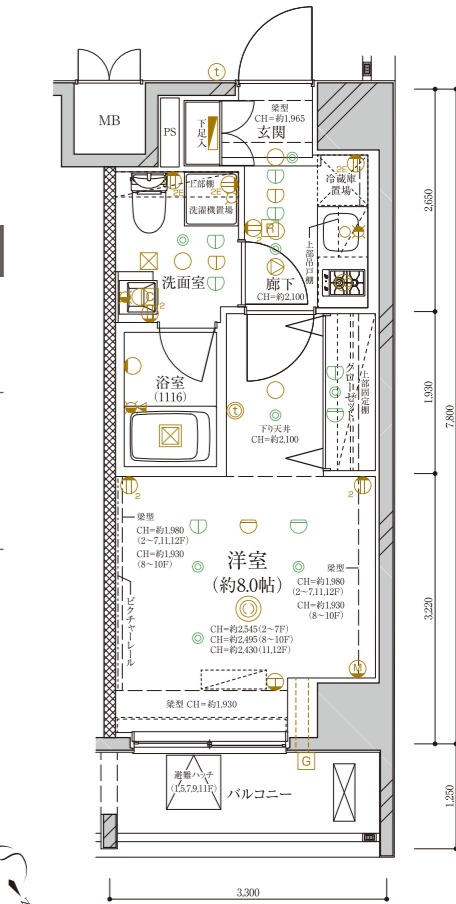 t
MB
PS
下足入
梁型
CH=約1,965
玄関
2E
冷蔵庫
置場
上部棚
2E
洗濯機置場
2E
R
上部吊戸棚
洗面室
廊下
CH=約2,100
2
浴室
(1116)
t
下り天井
CH=約2,100
クローゼット
上部固定棚
2
2
梁型
CH=約1,980
(2〜7,11,12F)
CH=約1,930
(8〜10F)
ピクチャーレール
洋室
(約8.0帖)
梁型
CH=約1,980
(2〜7,11,12F)
CH=約1,930
(8〜10F)
CH=約2,545(2〜7F)
CH=約2,495(8〜10F)
CH=約2,430(11,12F)
M
梁型 CH=約1,930
G
避難ハッチ
(1,5,7,9,11F)
バルコニー
2,650
1,930
7,800
3,220
1,250
3,300